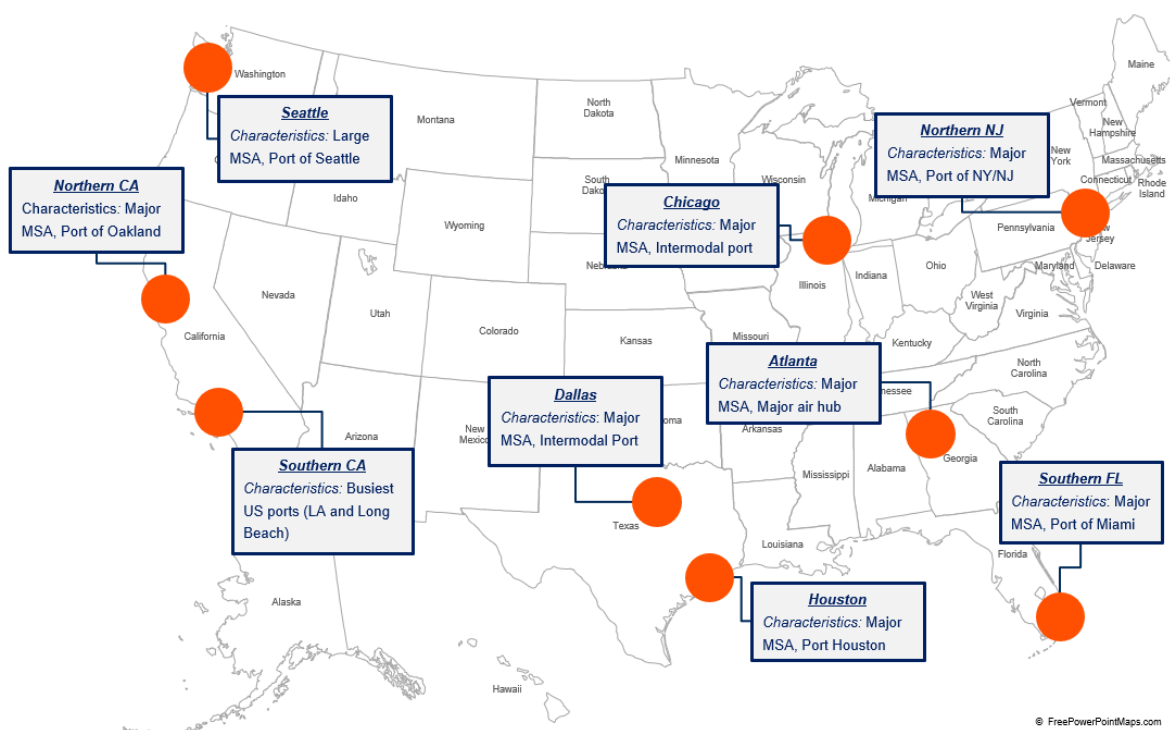 Maine
Washington
Vermont
New
Hampshire
Massachusetts
Connecticut
Rhode
Island
New
York
North
Dakota
Montana
Minnesota
Wisconsin
South
Idaho
Wyoming
Pennsylvania
Jersey
Ohio
Indiana
Illinois
Maryland
Delaware
Nevada
Utah
Colorado
Kansas
Missouri
West
Virginia
Virginia
Kentucky
California
North
Carolina
South
Carolina
Arizona
New
Arkansas
Mississippi
Alabama
Georgia
Texas
Louisiana
Florida
Alaska
Hawaii
Seattle
Characteristics: Large
MSA, Port of Seattle
Northern CA
Characteristics: Major
MSA, Port of Oakland
Northern NJ
Characteristics: Major
MSA, Port of NY/NJ
Chicago
Characteristics: Major
MSA, Intermodal port
Atlanta
Characteristics: Major
MSA, Major air hub
Dallas
Characteristics: Major
MSA, Intermodal Port
Southern CA
Characteristics: Busiest
US ports (LA and Long
Beach)
Southern FL
Characteristics: Major
MSA, Port of Miami
Houston
Characteristics: Major
MSA, Port Houston
© FreePowerPointMaps.com